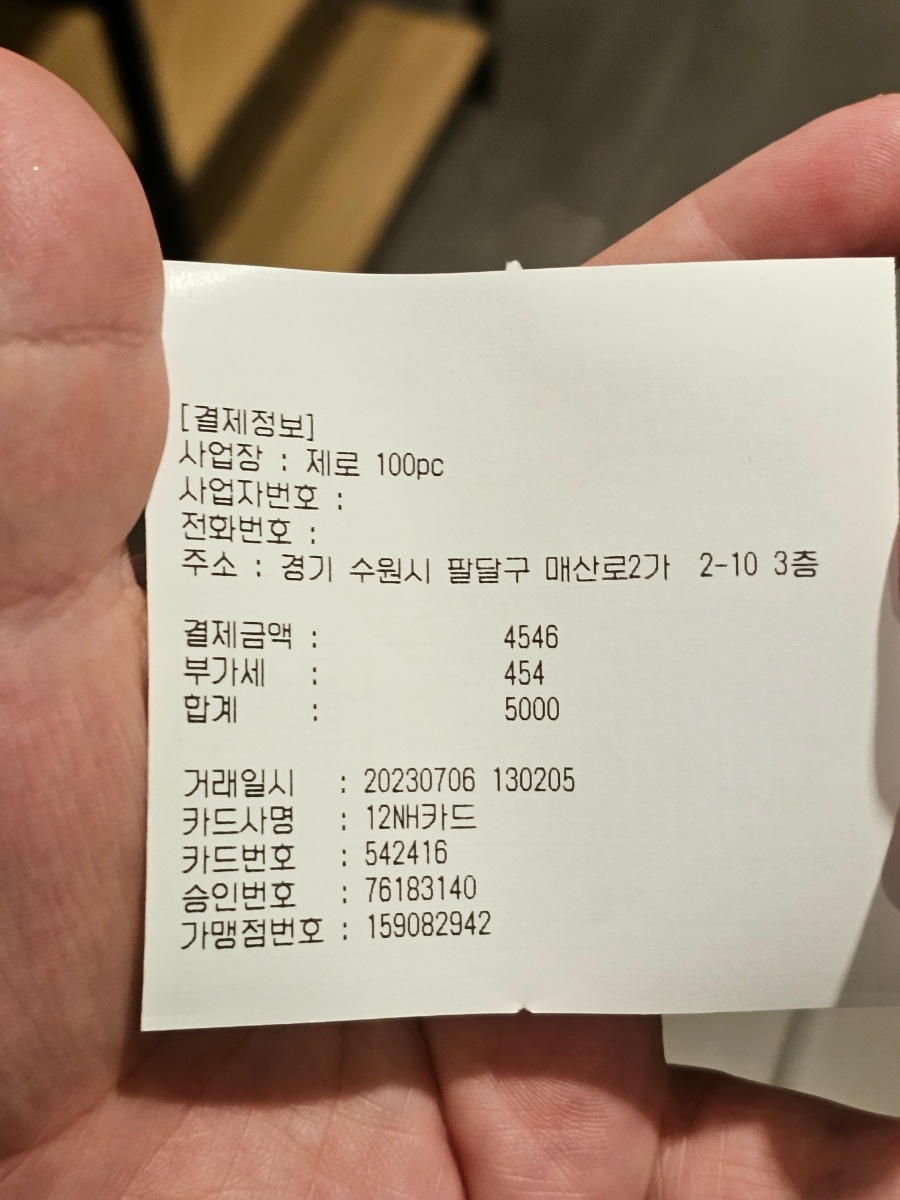 [결제정보]
사업장 : 제로 100pc
사업자번호 :
전화번호 :
주소 : 경기 수원시 팔달구 매산로2가 2-10 3층
결제금액 : 4546
부가세 : 454
합계 : 5000
거래일시 : 20230706 130205
카드사명 : 12NH카드
카드번호 : 542416
승인번호 : 76183140
가맹점번호 : 159082942